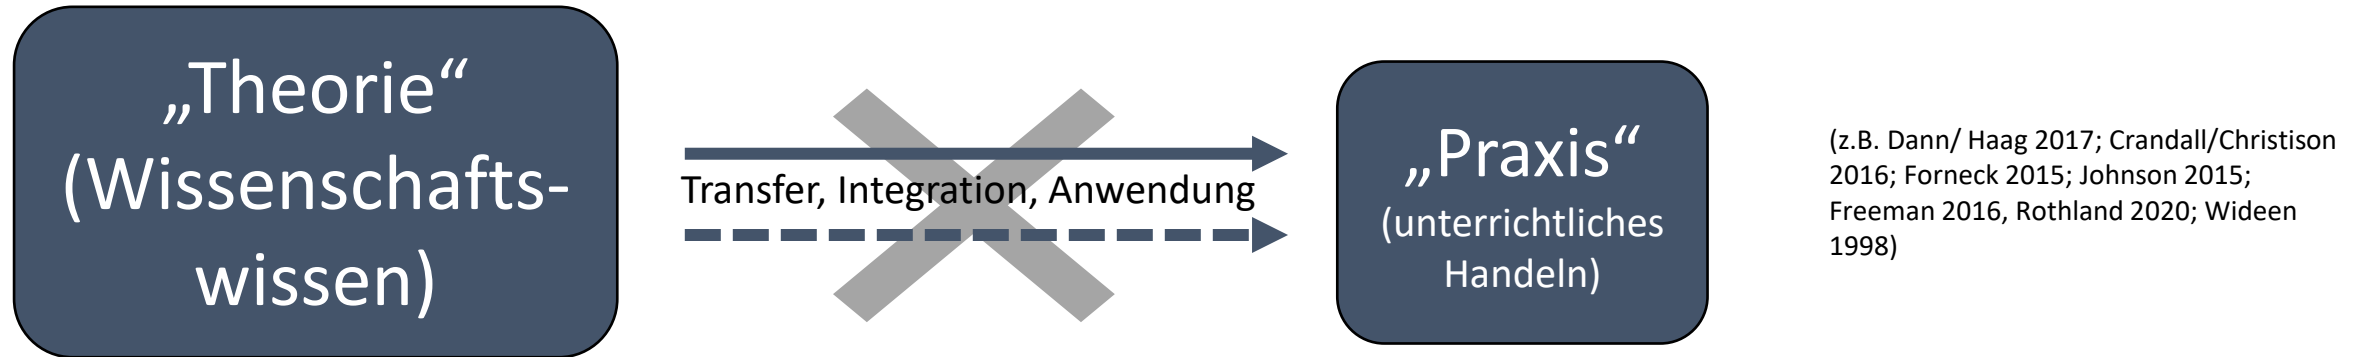 „Theorie“
(Wissenschafts-
wissen)
Transfer, Integration, Anwendung
„Praxis“
(unterrichtliches
Handeln)
(z.B. Dann/ Haag 2017; Crandall/Christison
2016; Forneck 2015; Johnson 2015;
Freeman 2016, Rothland 2020; Wideen
1998)